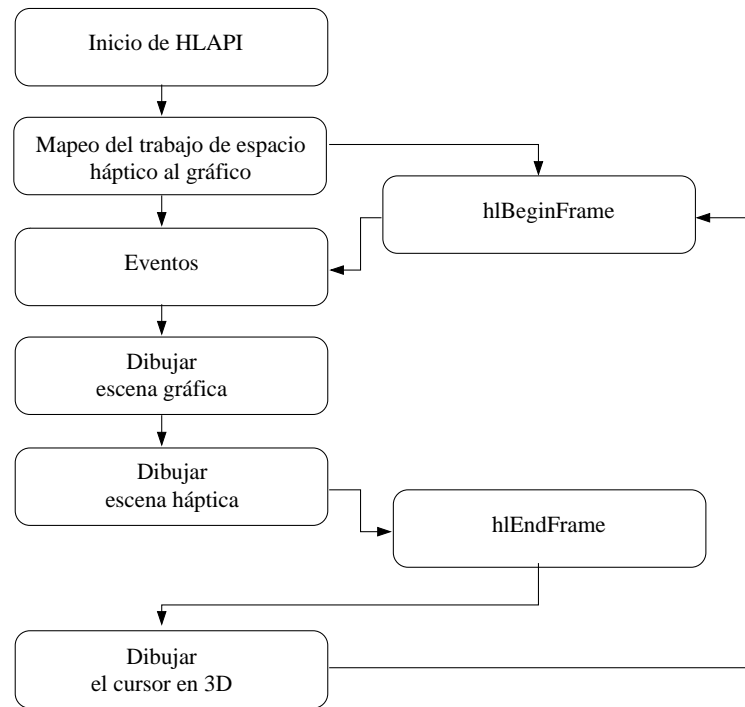 Inicio de HLAPI
Mapeo del trabajo de espacio
háptico al gráfico
hlBeginFrame
Eventos
Dibujar
escena gráfica
Dibujar
escena háptica
hlEndFrame
Dibujar
el cursor en 3D